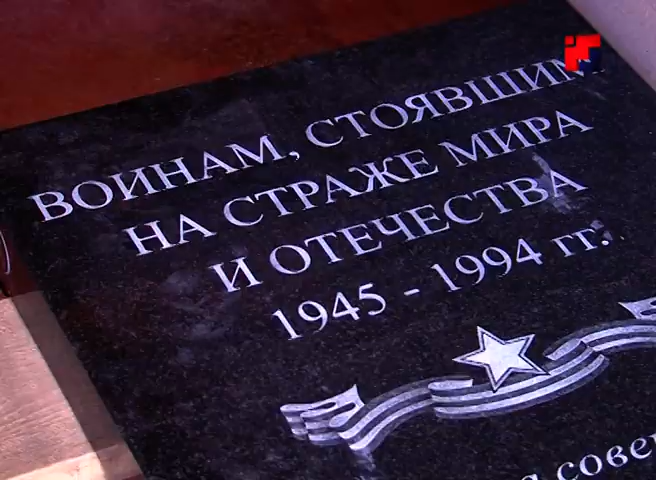 ВОИНАМ, СТОЯВШИМ
НА СТРАЖЕ МИРА
И ОТЕЧЕСТВА
1945 - 1994 гг.